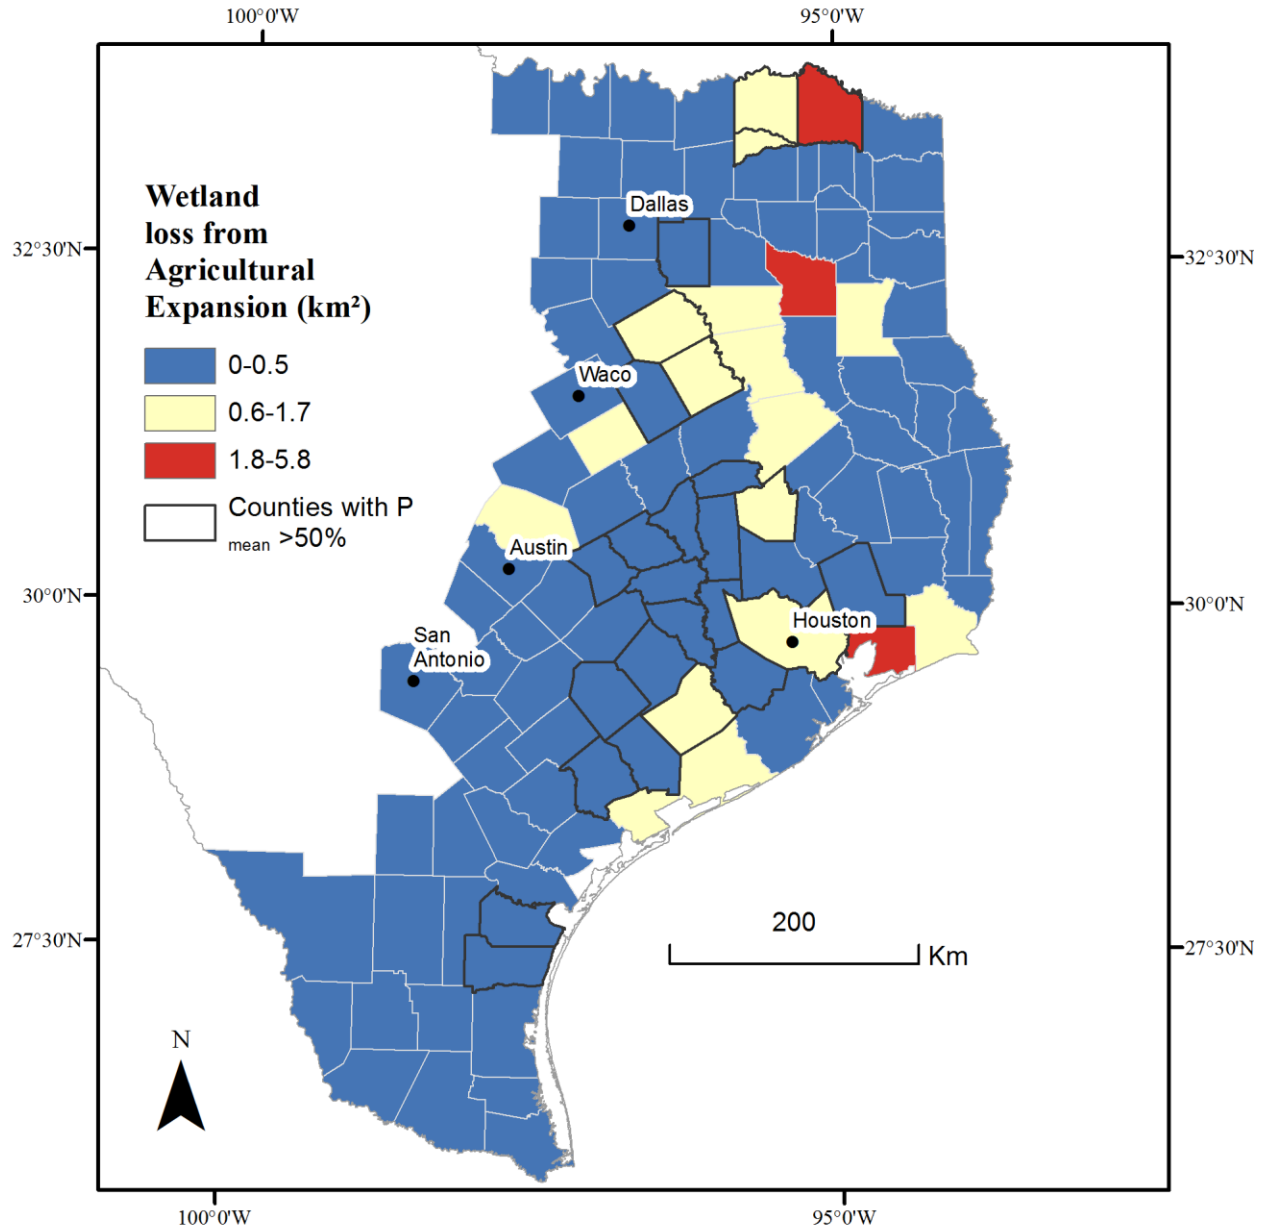 100°0'W
95°0'W
Wetland
loss from
Agricultural
Expansion (km²)
0-0.5
0.6-1.7
1.8-5.8
Counties with P
mean >50%
Dallas
Waco
Austin
San
Antonio
Houston
32°30'N
32°30'N
30°0'N
30°0'N
27°30'N
27°30'N
200
Km
N
100°0'W
95°0'W